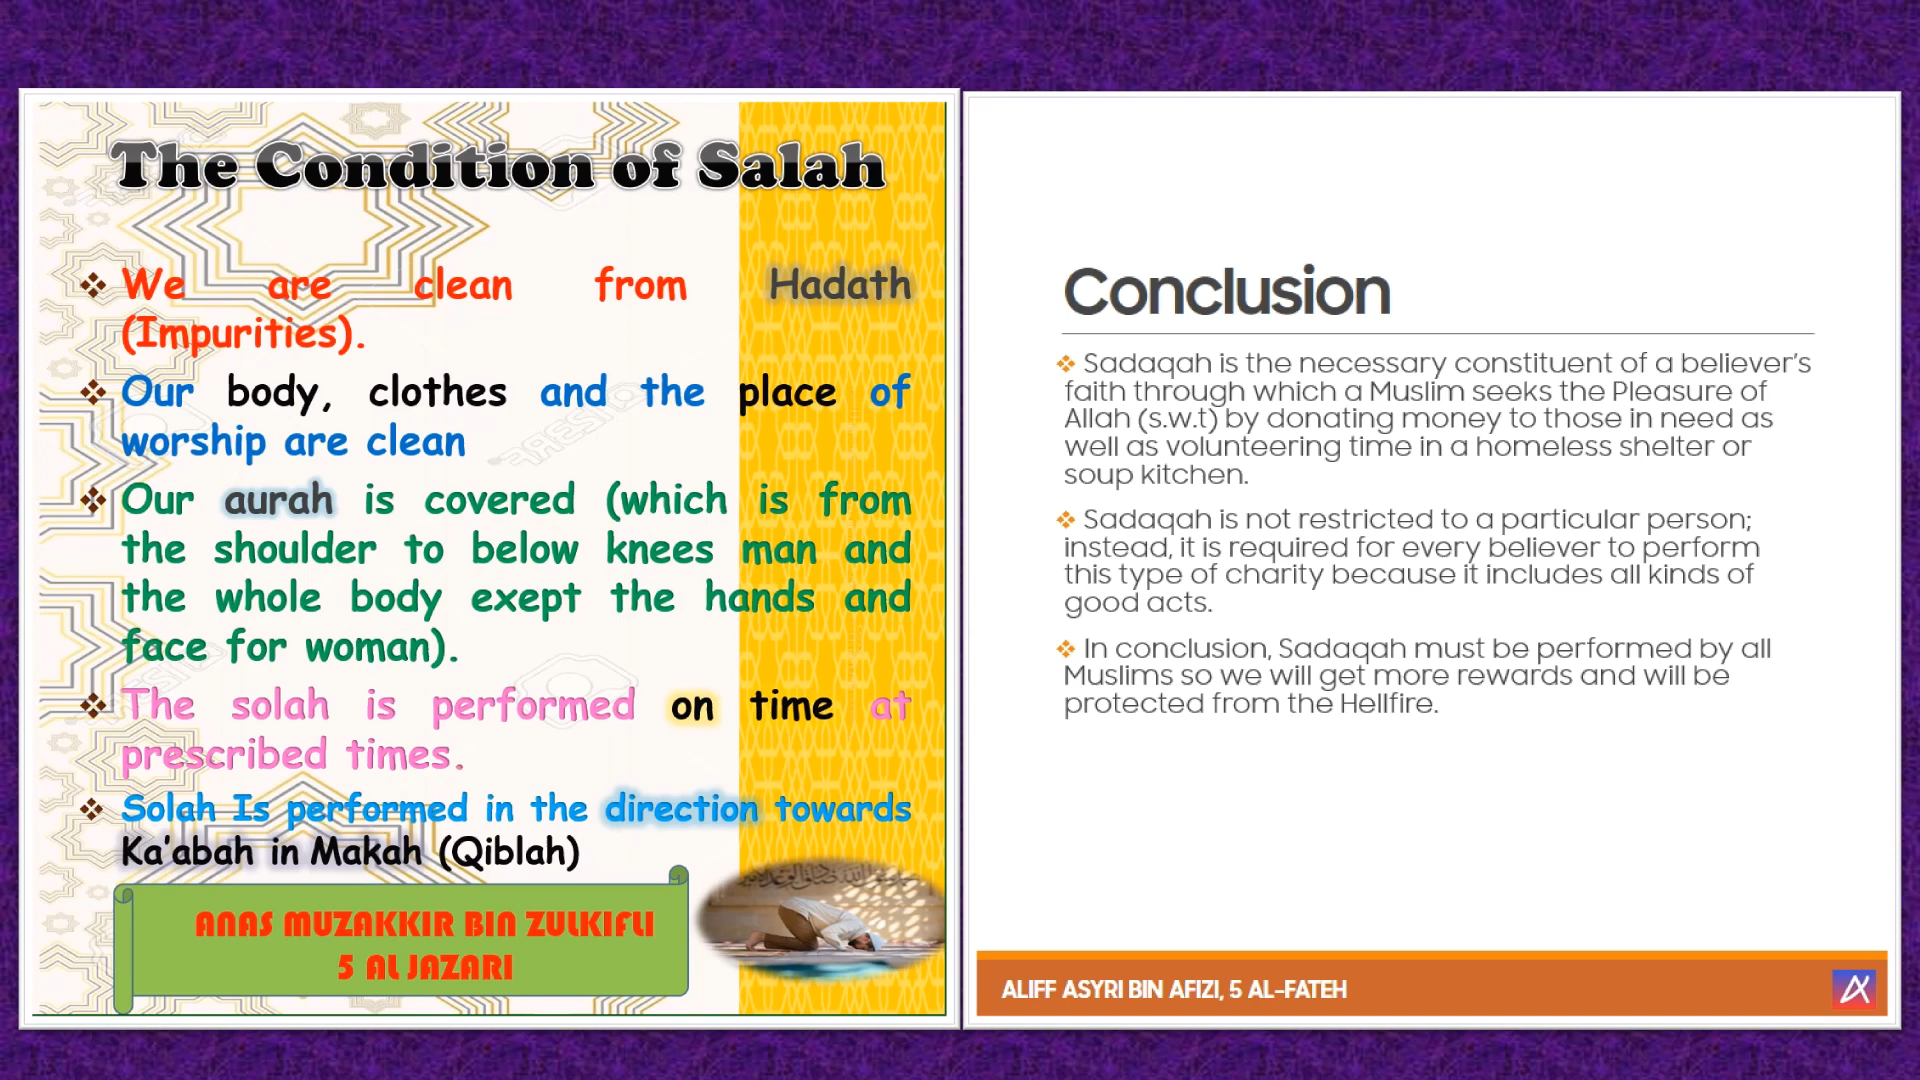 The Condition of Salah
❖ We are clean from Hadath
(Impurities).
❖ Our body, clothes and the place of
worship are clean
❖ Our aurah is covered (which is from
the shoulder to below knees man and
the whole body exept the hands and
face for woman).
❖ The solah is performed on time at
prescribed times.
❖ Solah Is performed in the direction towards
Ka'abah in Makah (Qiblah)
ANAS MUZAKKIR BIN ZULKIFLI
5 AL JAZARI
Conclusion
❖ Sadaqah is the necessary constituent of a believer's
faith through which a Muslim seeks the Pleasure of
Allah (s.w.t) by donating money to those in need as
well as volunteering time in a homeless shelter or
soup kitchen.
❖ Sadaqah is not restricted to a particular person;
instead, it is required for every believer to perform
this type of charity because it includes all kinds of
good acts.
❖ In conclusion, Sadaqah must be performed by all
Muslims so we will get more rewards and will be
protected from the Hellfire.
ALIFF ASYRI BIN AFIZI, 5 AL-FATEH